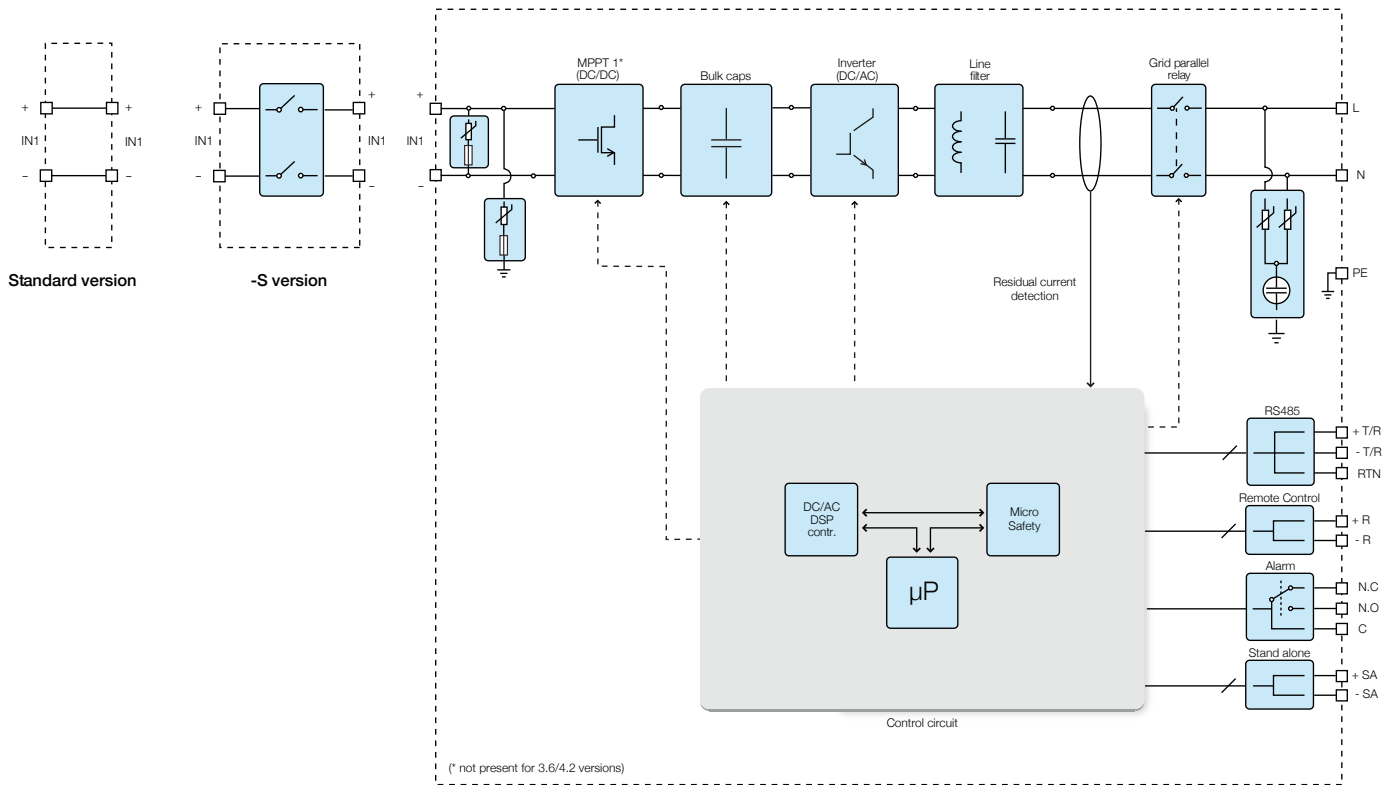 +
+
IN1
IN1
–
–
Standard version
+
+
IN1
IN1
–
–
-S version
+
IN1
–
MPPT 1*
(DC/DC)
Bulk caps
Inverter
(DC/AC)
Line
filter
Grid parallel
relay
L
N
PE
Residual current
detection
RS485
+ T/R
- T/R
RTN
Remote Control
+ R
- R
Alarm
N.C
N.O
C
Stand alone
+ SA
- SA
DC/AC
DSP
contr.
Micro
Safety
µP
Control circuit
(* not present for 3.6/4.2 versions)